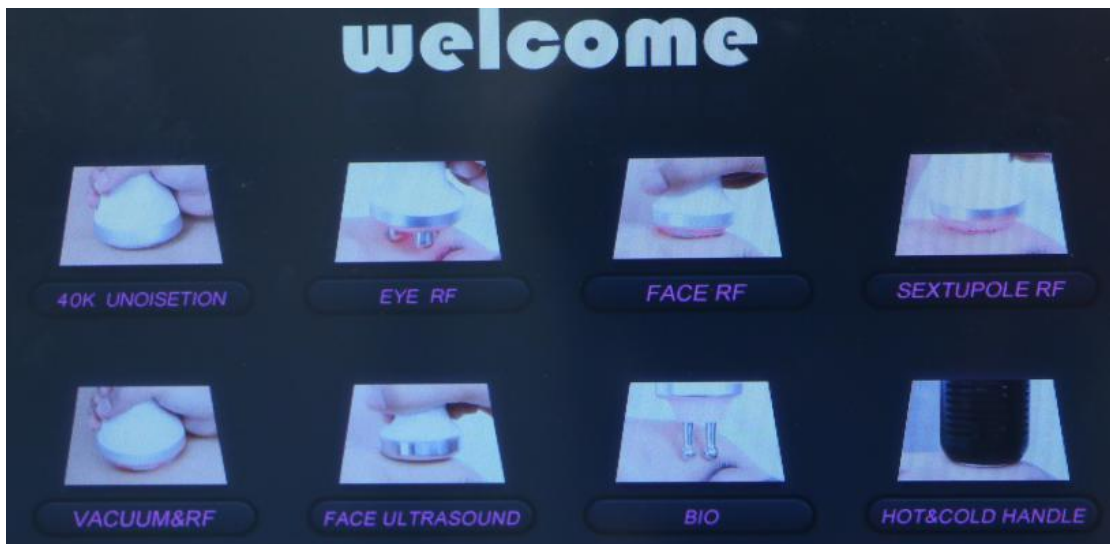 welcome
40K UNOISETION
EYE RF
FACE RF
SEXTUPOLE RF
VACUUM&RF
FACE ULTRASOUND
BIO
HOT&COLD HANDLE